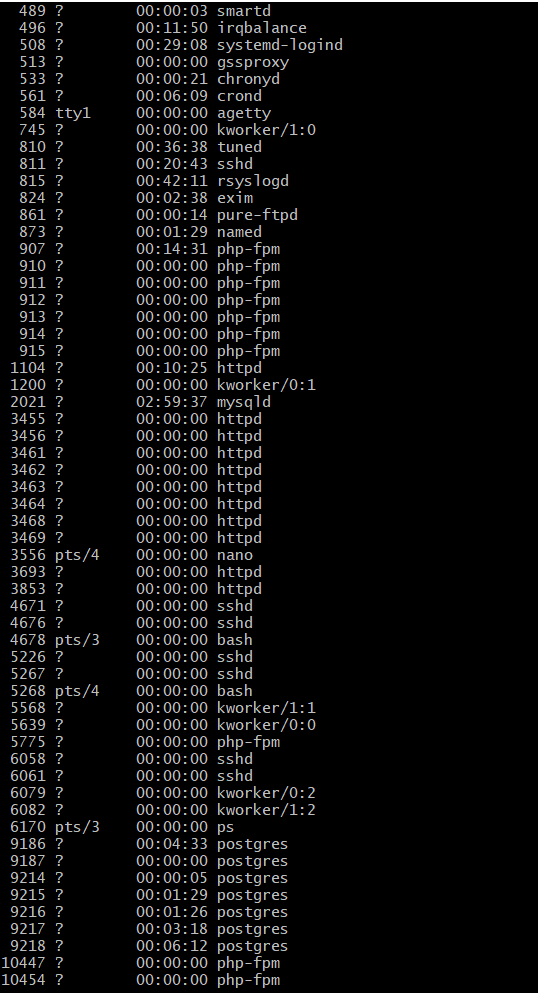 489 ? 00:00:03 smartd
496 ? 00:11:50 irqbalance
508 ? 00:29:08 systemd-logind
513 ? 00:00:00 gssproxy
533 ? 00:00:21 chronyd
561 ? 00:06:09 crond
584 tty1 00:00:00 agetty
745 ? 00:00:00 kworker/1:0
810 ? 00:36:38 tuned
811 ? 00:20:43 sshd
815 ? 00:42:11 rsyslogd
824 ? 00:02:38 exim
861 ? 00:00:14 pure-ftpd
873 ? 00:01:29 named
907 ? 00:14:31 php-fpm
910 ? 00:00:00 php-fpm
911 ? 00:00:00 php-fpm
912 ? 00:00:00 php-fpm
913 ? 00:00:00 php-fpm
914 ? 00:00:00 php-fpm
915 ? 00:00:00 php-fpm
1104 ? 00:10:25 httpd
1200 ? 00:00:00 kworker/0:1
2021 ? 02:59:37 mysqld
3455 ? 00:00:00 httpd
3456 ? 00:00:00 httpd
3461 ? 00:00:00 httpd
3462 ? 00:00:00 httpd
3463 ? 00:00:00 httpd
3464 ? 00:00:00 httpd
3468 ? 00:00:00 httpd
3469 ? 00:00:00 httpd
3556 pts/4 00:00:00 nano
3693 ? 00:00:00 httpd
3853 ? 00:00:00 httpd
4671 ? 00:00:00 sshd
4676 ? 00:00:00 sshd
4678 pts/3 00:00:00 bash
5226 ? 00:00:00 sshd
5267 ? 00:00:00 sshd
5268 pts/4 00:00:00 bash
5568 ? 00:00:00 kworker/1:1
5639 ? 00:00:00 kworker/0:0
5775 ? 00:00:00 php-fpm
6058 ? 00:00:00 sshd
6061 ? 00:00:00 sshd
6079 ? 00:00:00 kworker/0:2
6082 ? 00:00:00 kworker/1:2
6170 pts/3 00:00:00 ps
9186 ? 00:04:33 postgres
9187 ? 00:00:00 postgres
9214 ? 00:00:05 postgres
9215 ? 00:01:29 postgres
9216 ? 00:01:26 postgres
9217 ? 00:03:18 postgres
9218 ? 00:06:12 postgres
10447 ? 00:00:00 php-fpm
10454 ? 00:00:00 php-fpm